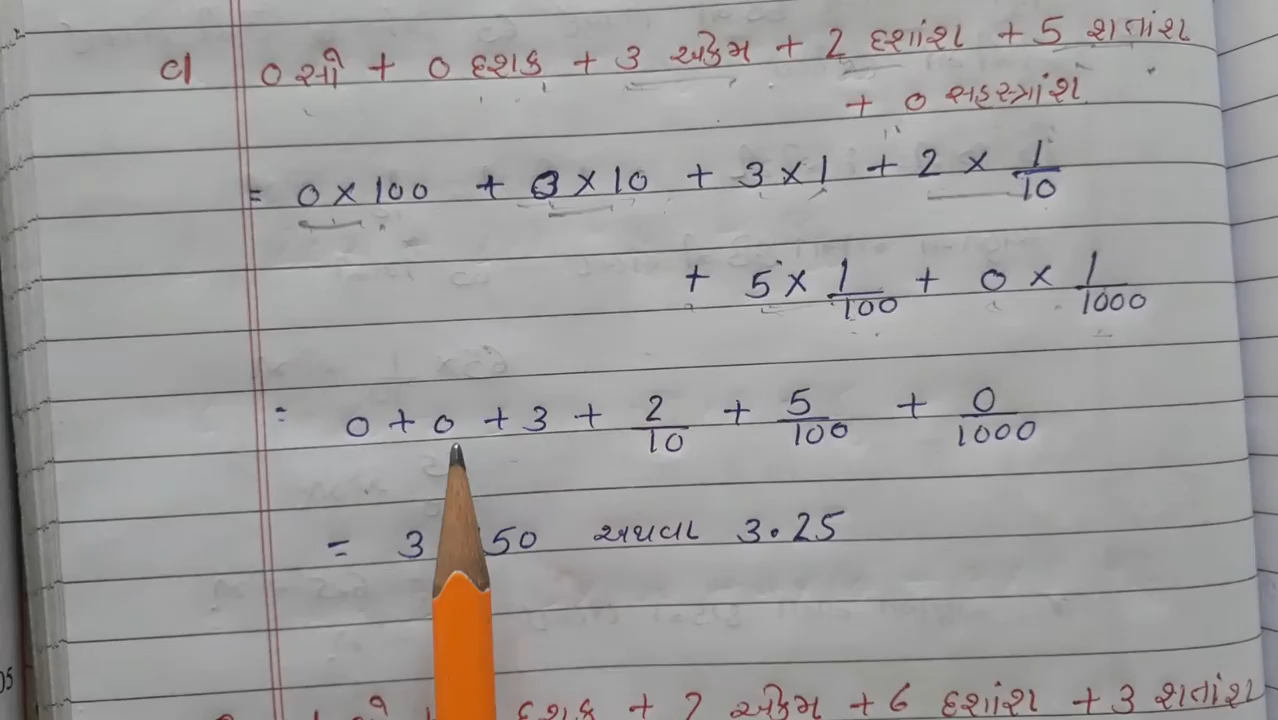 c) 0 સો + 0 દશક + 3 એકમ + 2 દશાંશ + 5 શતાંશ
+ 0 સહસ્ત્રાંશ
= 0 × 100 + 0 × 10 + 3 × 1 + 2 × 1/10
+ 5 × 1/100 + 0 × 1/1000
= 0 + 0 + 3 + 2/10 + 5/100 + 0/1000
= 3 50 અથવા 3.25
05
દશક + 7 એકમ + 6 દશાંશ + 3 શતાંશ